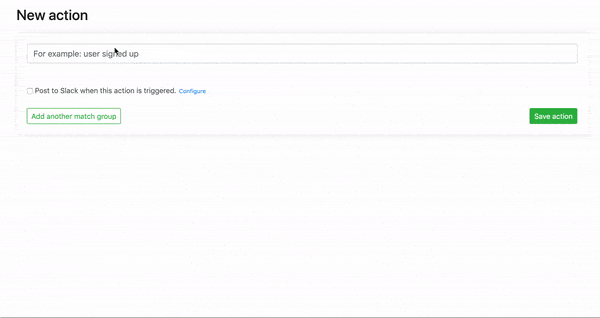 New action
For example: user signed up
Post to Slack when this action is triggered. Configure
Add another match group
Save action